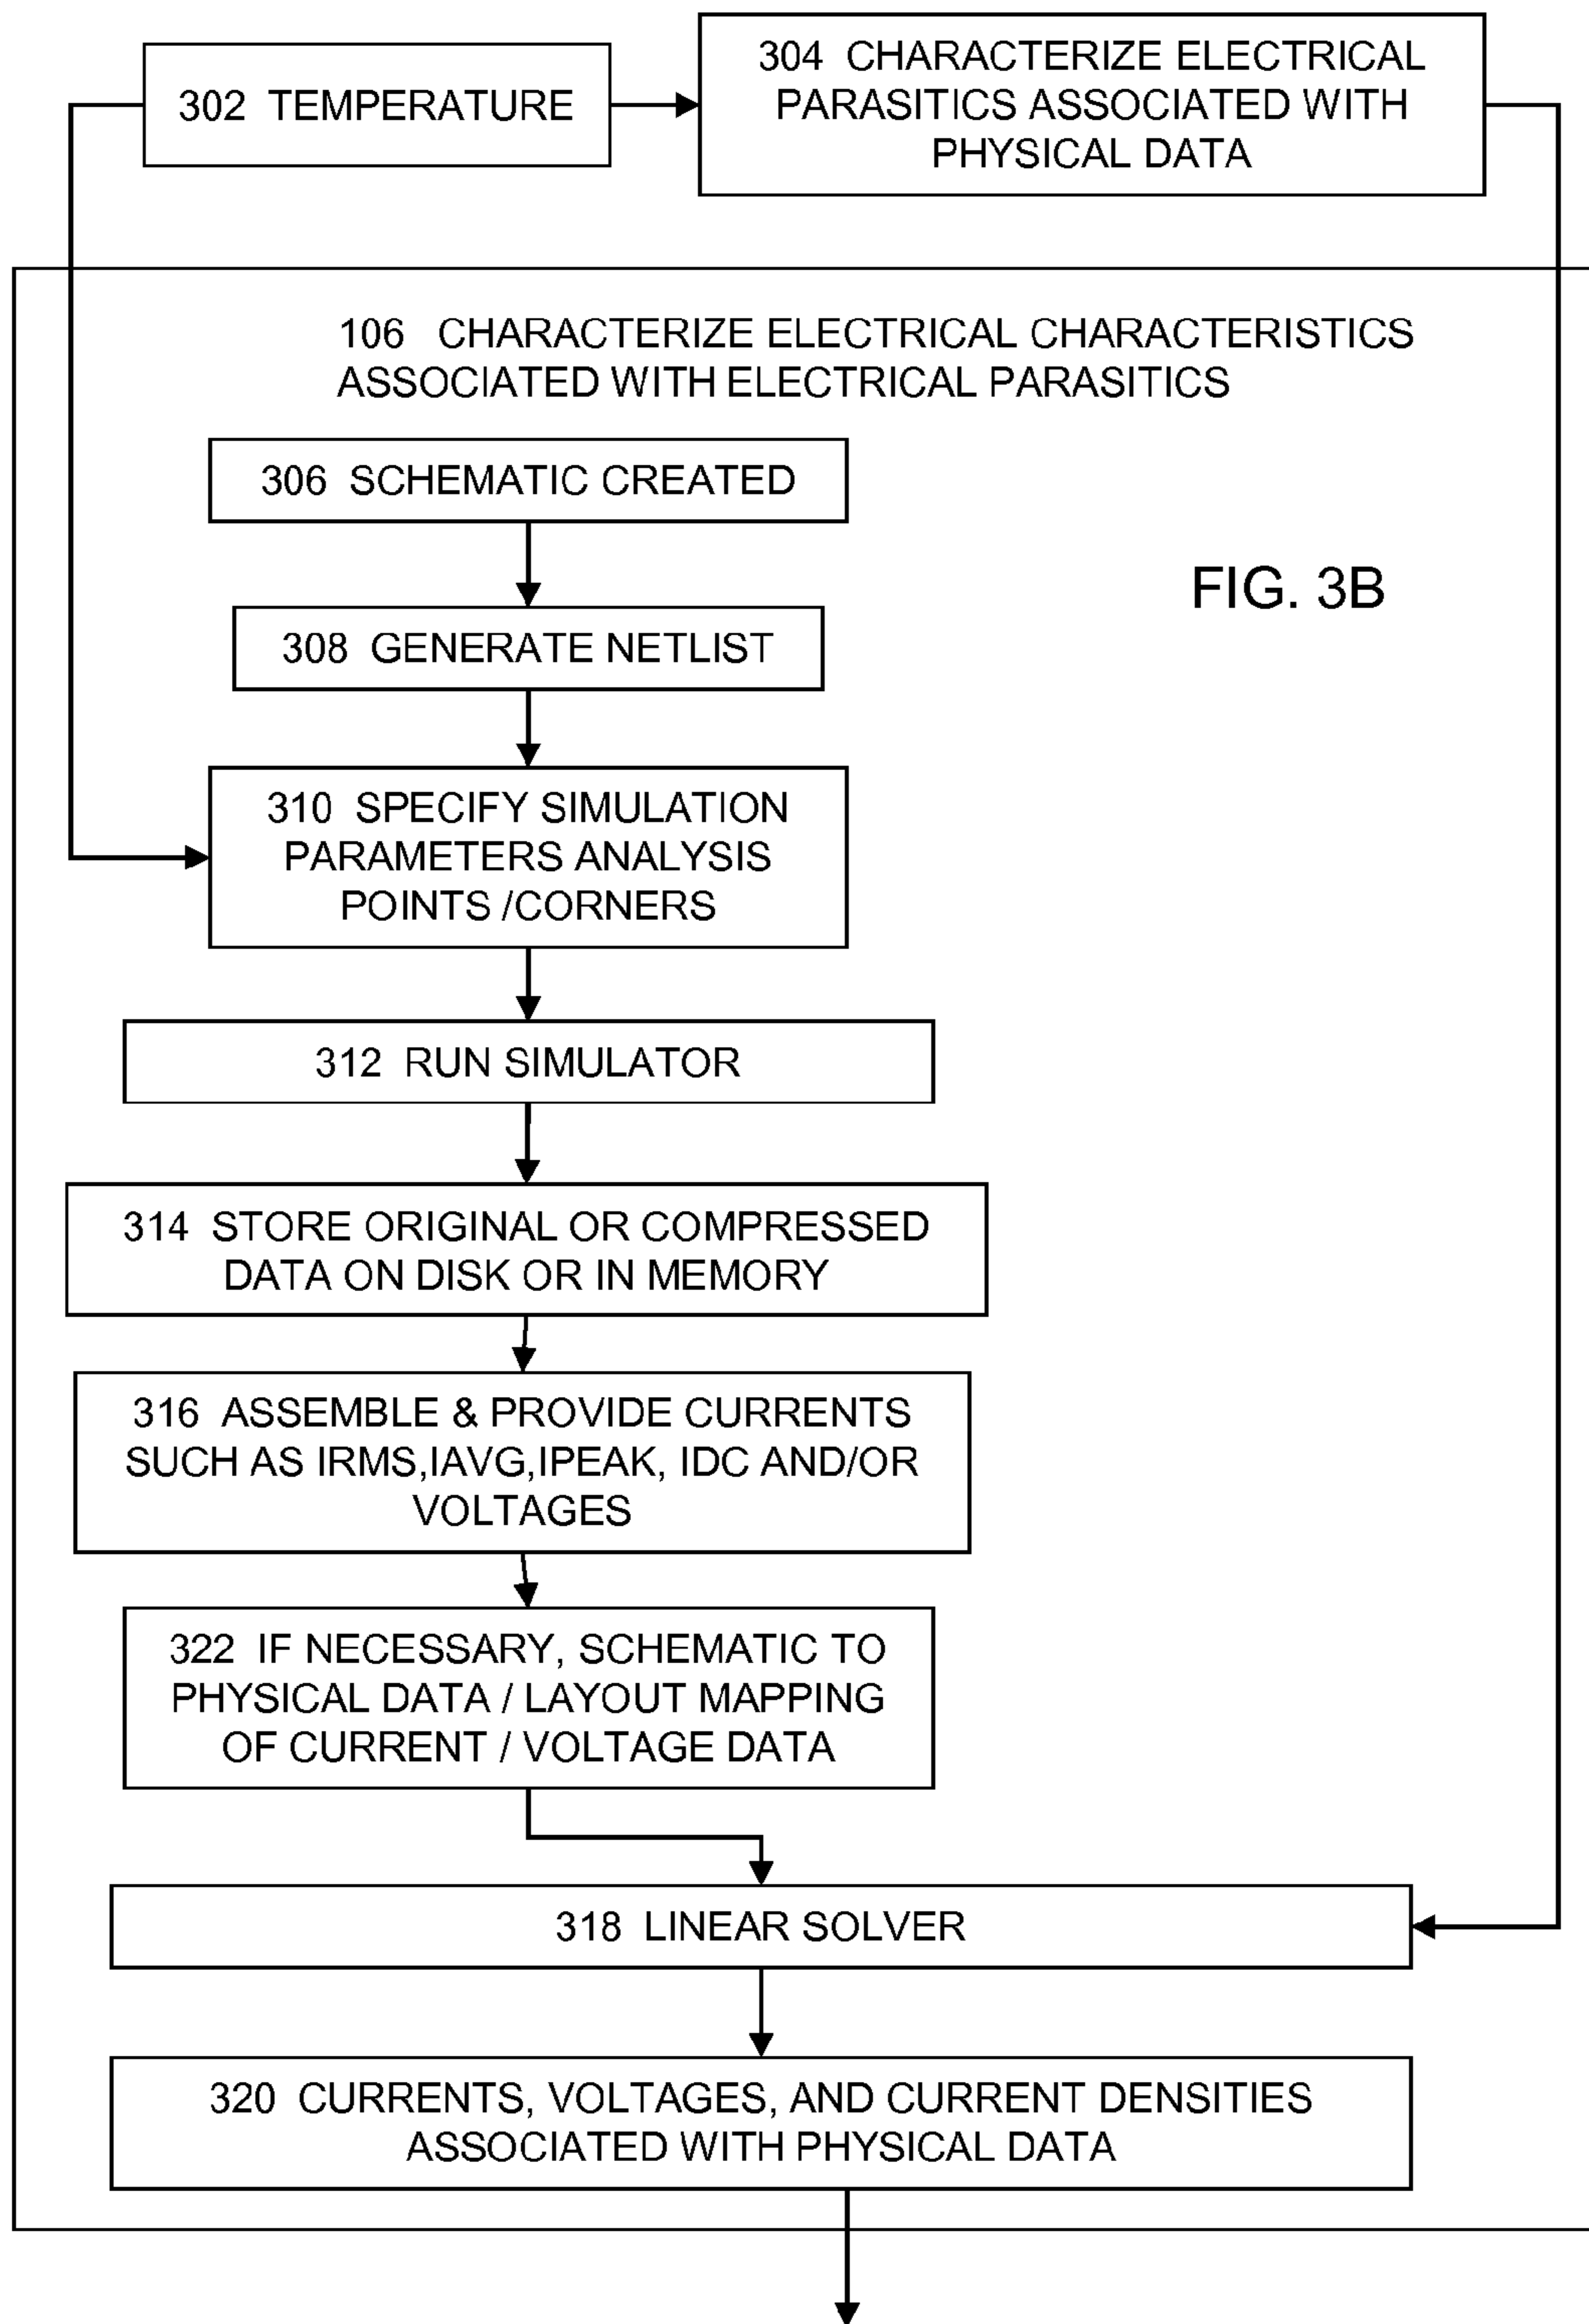 302 TEMPERATURE
304 CHARACTERIZE ELECTRICAL
PARASITICS ASSOCIATED WITH
PHYSICAL DATA
106 CHARACTERIZE ELECTRICAL CHARACTERISTICS
ASSOCIATED WITH ELECTRICAL PARASITICS
306 SCHEMATIC CREATED
FIG. 3B
308 GENERATE NETLIST
310 SPECIFY SIMULATION
PARAMETERS ANALYSIS
POINTS /CORNERS
312 RUN SIMULATOR
314 STORE ORIGINAL OR COMPRESSED
DATA ON DISK OR IN MEMORY
316 ASSEMBLE & PROVIDE CURRENTS
SUCH AS IRMS,IAVG,IPEAK, IDC AND/OR
VOLTAGES
322 IF NECESSARY, SCHEMATIC TO
PHYSICAL DATA / LAYOUT MAPPING
OF CURRENT / VOLTAGE DATA
318 LINEAR SOLVER
320 CURRENTS, VOLTAGES, AND CURRENT DENSITIES
ASSOCIATED WITH PHYSICAL DATA